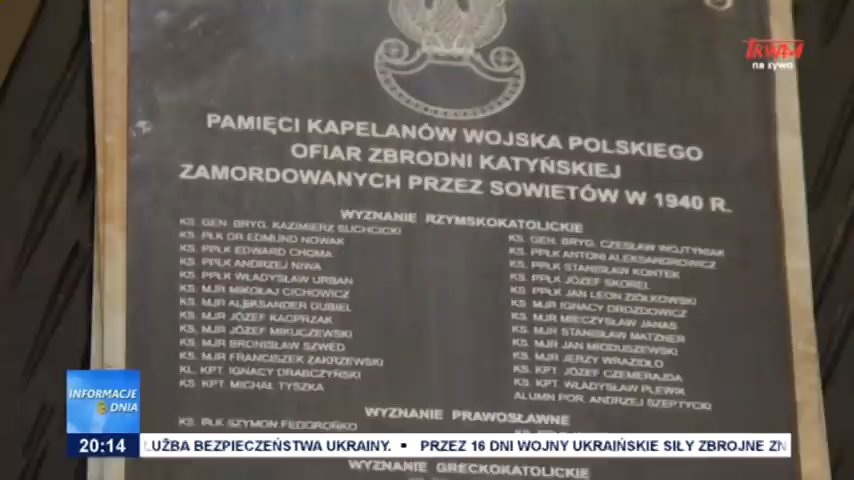 TRWAM
na żywo
PAMIĘCI KAPELANÓW WOJSKA POLSKIEGO
OFIAR ZBRODNI KATYŃSKIEJ
ZAMORDOWANYCH PRZEZ SOWIETÓW W 1940 R.
WYZNANIE RZYMSKOKATOLICKIE
KS. GEN. BRYG. KAZIMIERZ SUCHCICKI
KS. PŁK DR EDMUND NOWAK
KS. PPŁK EDWARD CHOMA
KS. PPŁK ANDRZEJ NIWA
KS. PPŁK WŁADYSŁAW URBAN
KS. MJR MIKOŁAJ CICHOWICZ
KS. MJR ALEKSANDER DUBIEL
KS. MJR JÓZEF KACPRZAK
KS. MJR JÓZEF MIKUCZEWSKI
KS. MJR BRONISŁAW SZWED
KS. MJR FRANCISZEK ZAKRZEWSKI
KL. KPT IGNACY DRABCZYŃSKI
KS. KPT MICHAŁ TYSZKA
KS. GEN. BRYG. CZESŁAW WOJTYNIAK
KS. PPŁK ANTONI ALEKSANDROWICZ
KS. PPŁK STANISŁAW KONTEK
KS. PPŁK JÓZEF SKOREL
KS. PPŁK JAN LEON ZIÓŁKOWSKI
KS. MJR IGNACY DROZDOWICZ
KS. MJR MIECZYSŁAW JANAS
KS. MJR STANISŁAW MATZNER
KS. MJR JAN MIODUSZEWSKI
KS. MJR JERZY WRAZIDŁO
KS. KPT. JÓZEF CZEMERAJDA
KS. KPT. WŁADYSŁAW PLEWIK
ALUMN POR. ANDRZEJ SZEPTYCKI
WYZNANIE PRAWOSŁAWNE
KS. PŁK SZYMON FEDOROŃKO
INFORMACJE
DNIA
20:14
ŁUŻBA BEZPIECZEŃSTWA UKRAINY. ▪ PRZEZ 16 DNI WOJNY UKRAIŃSKIE SIŁY ZBROJNE ZN
WYZNANIE GRECKOKATOLICKIE